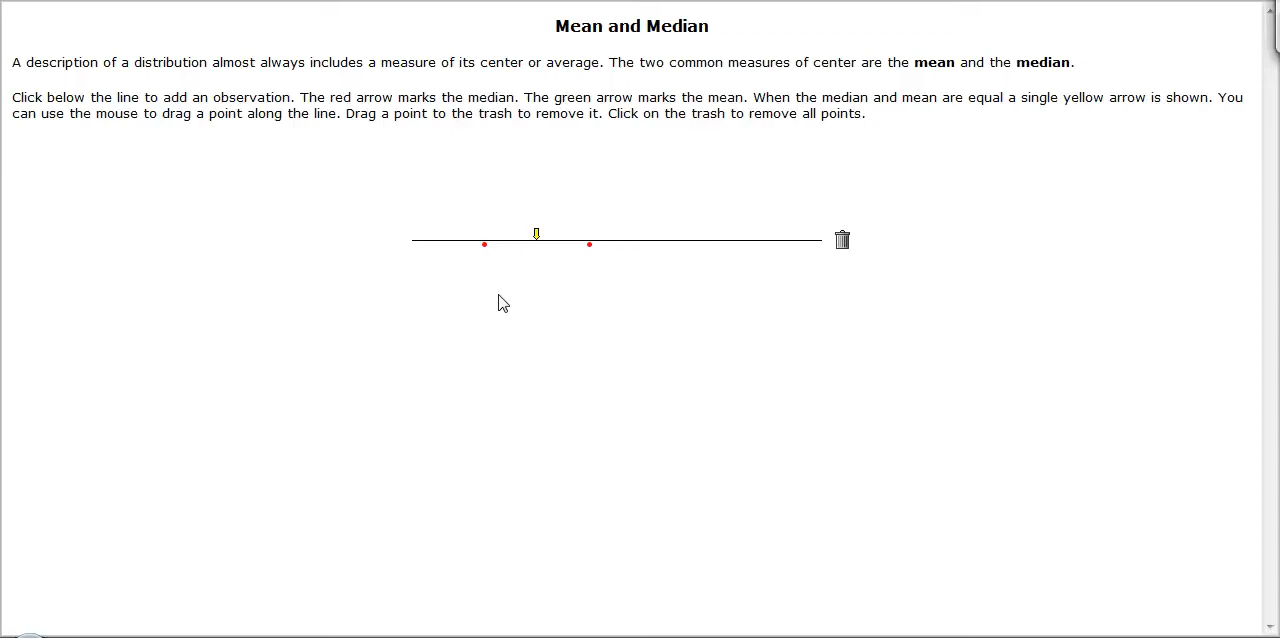 Mean and Median
A description of a distribution almost always includes a measure of its center or average. The two common measures of center are the mean and the median.
Click below the line to add an observation. The red arrow marks the median. The green arrow marks the mean. When the median and mean are equal a single yellow arrow is shown. You
can use the mouse to drag a point along the line. Drag a point to the trash to remove it. Click on the trash to remove all points.